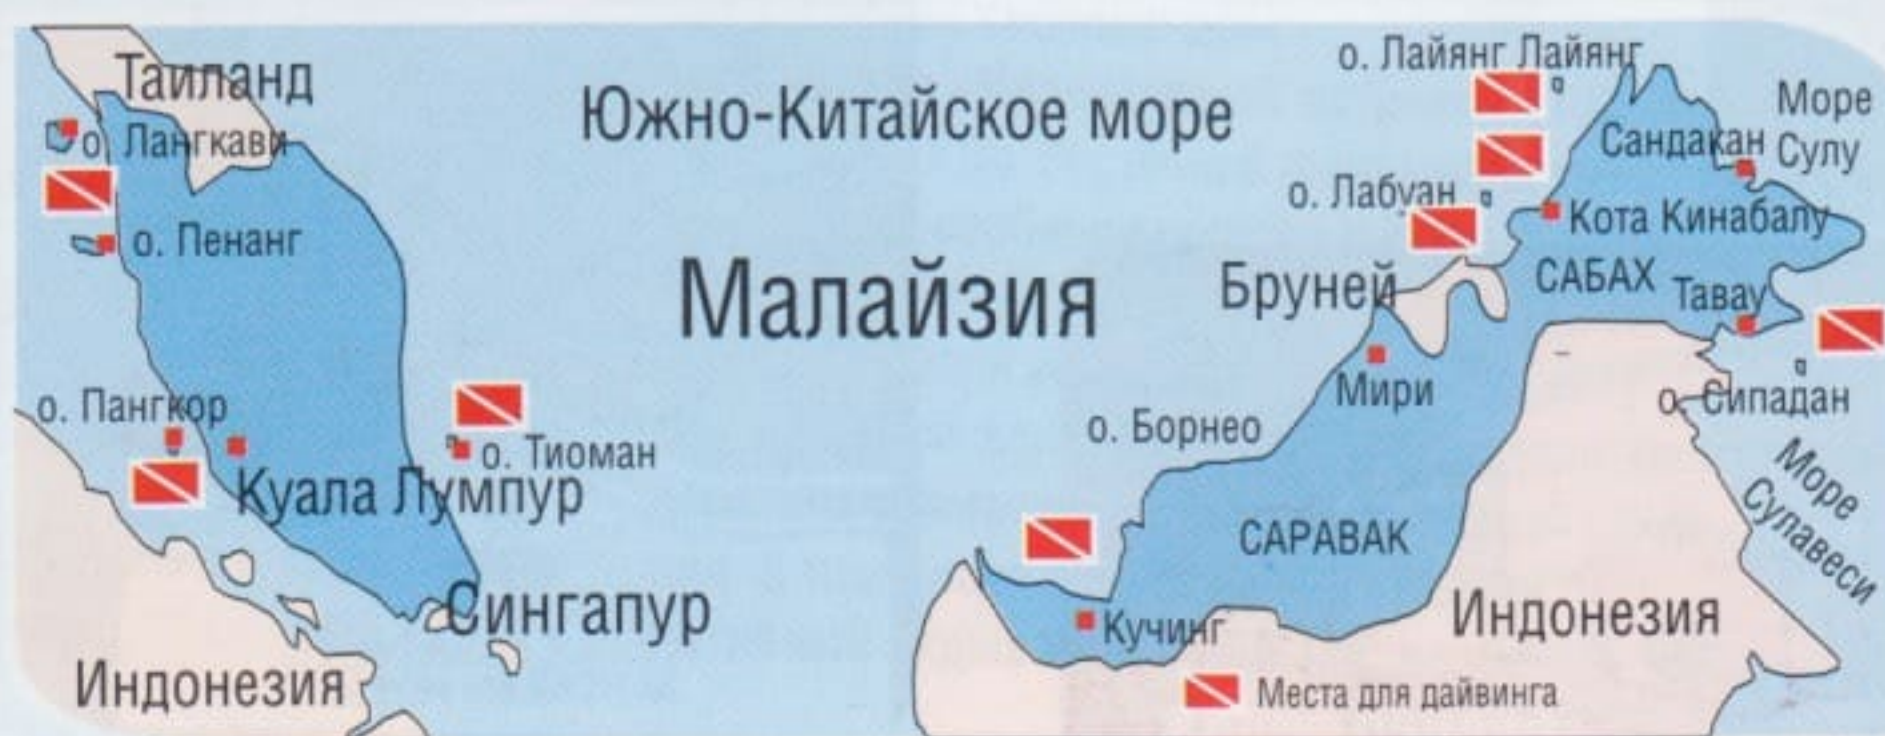 Таиланд
о. Лангкави
о. Пенанг
о. Пангкор
Куала Лумпур
о. Тиоман
Сингапур
Индонезия
Южно-Китайское море
Малайзия
о. Лайянг Лайянг
Море
Сулу
Сандакан
о. Лабуан
Кота Кинабалу
Бруней
САБАХ
Тавау
Мири
о. Сипадан
о. Борнео
Море
Сулавеси
САРАВАК
Индонезия
Кучинг
Места для дайвинга